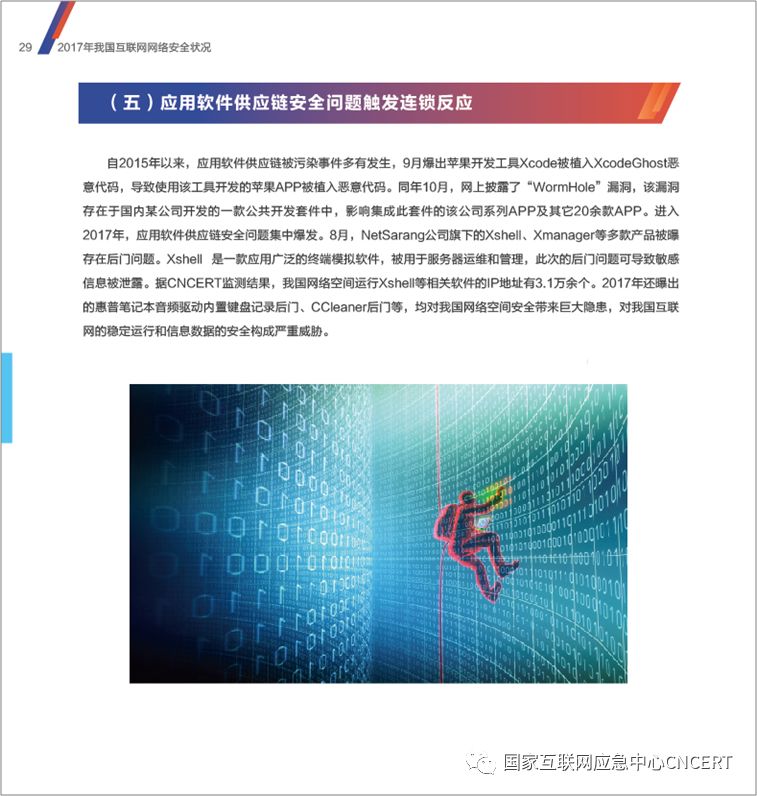 29 2017年我国互联网网络安全状况
（五）应用软件供应链安全问题触发连锁反应
自2015年以来，应用软件供应链被污染事件多有发生，9月爆出苹果开发工具Xcode被植入XcodeGhost恶
意代码，导致使用该工具开发的苹果APP被植入恶意代码。同年10月，网上披露了“WormHole”漏洞，该漏洞
存在于国内某公司开发的一款公共开发套件中，影响集成此套件的该公司系列APP及其它20余款APP。进入
2017年，应用软件供应链安全问题集中爆发。8月，NetSarang公司旗下的Xshell、Xmanager等多款产品被曝
存在后门问题。Xshell 是一款应用广泛的终端模拟软件，被用于服务器运维和管理，此次的后门问题可导致敏感
信息被泄露。据CNCERT监测结果，我国网络空间运行Xshell等相关软件的IP地址有3.1万余个。2017年还曝出
的惠普笔记本音频驱动内置键盘记录后门、CCleaner后门等，均对我国网络空间安全带来巨大隐患，对我国互联
网的稳定运行和信息数据的安全构成严重威胁。
国家互联网应急中心CNCERT